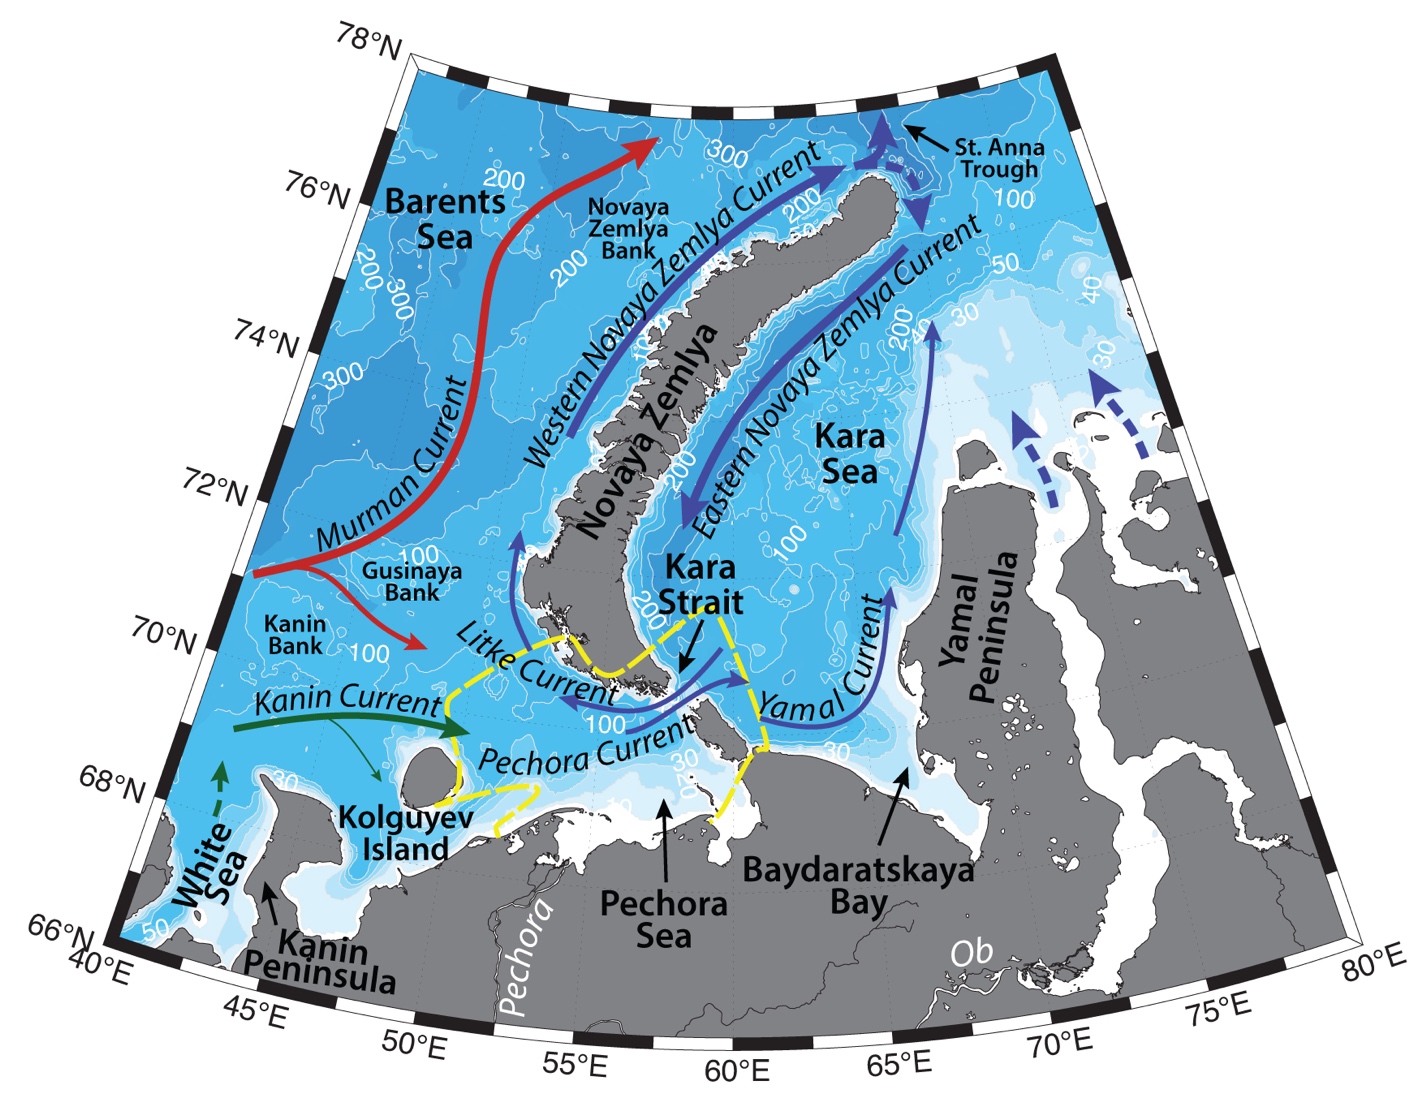 78°N
76°N
74°N
72°N
70°N
68°N
66°N
40°E
45°E
50°E
55°E
60°E
65°E
70°E
75°E
80°E
St. Anna
Trough
Barents
Sea
Novaya
Zemlya
Bank
Western Novaya Zemlya Current
Eastern Novaya Zemlya Current
Novaya Zemlya
Kara
Sea
Murman Current
Gusinaya
Bank
Kanin
Bank
Kara
Strait
Yamal
Peninsula
Litke Current
Kanin Current
Yamal Current
Pechora Current
Kolguyev
Island
White
Sea
Kanin
Peninsula
Pechora
Sea
Baydaratskaya
Bay
Pechora
Ob
300
200
200
100
200
50
40
200
300
30
200
40
30
300
200
100
100
200
100
100
30
30
30
20
50